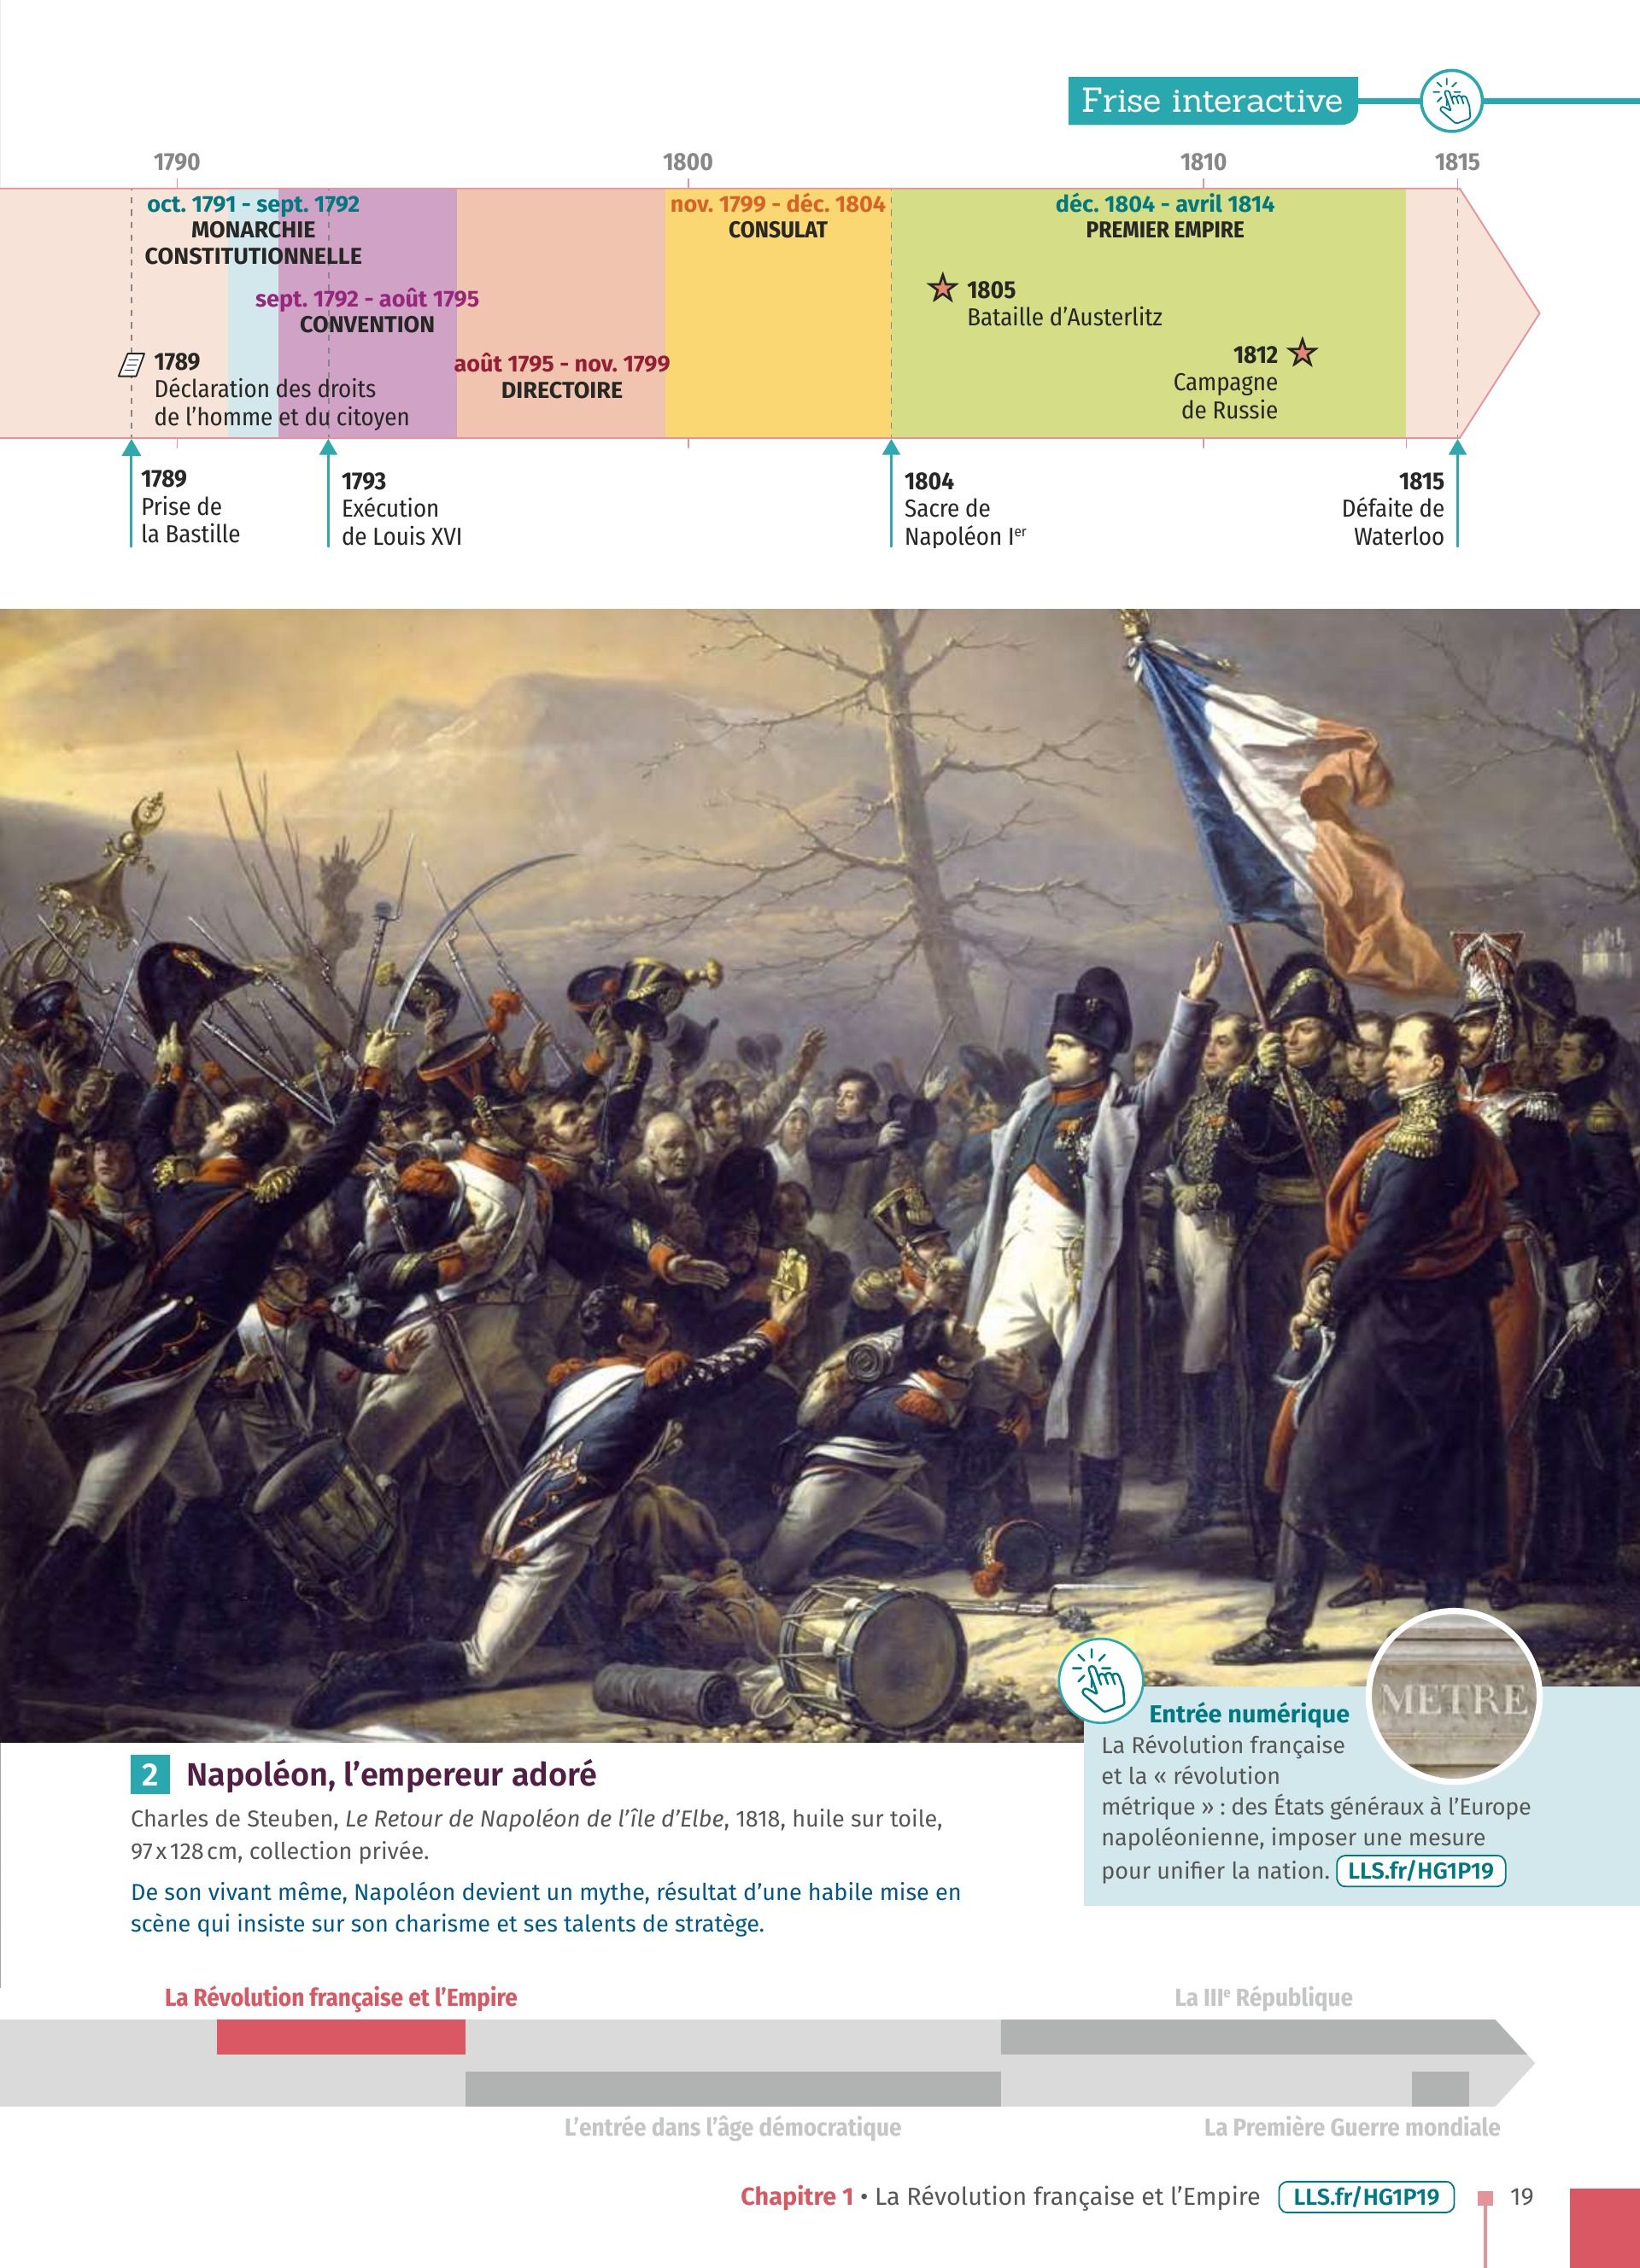 Frise interactive
1790
1800
1810
1815
oct. 1791 - sept. 1792
MONARCHIE
CONSTITUTIONNELLE
nov. 1799 - déc. 1804
CONSULAT
déc. 1804 - avril 1814
PREMIER EMPIRE
sept. 1792 - août 1795
CONVENTION
1805
Bataille d’Austerlitz
1789
Déclaration des droits
de l’homme et du citoyen
août 1795 - nov. 1799
DIRECTOIRE
1812
Campagne
de Russie
1789
Prise de
la Bastille
1793
Exécution
de Louis XVI
1804
Sacre de
Napoléon Ier
1815
Défaite de
Waterloo
METRE
Entrée numérique
La Révolution française
et la « révolution
métrique » : des États généraux à l’Europe
napoléonienne, imposer une mesure
pour unifier la nation. LLS.fr/HG1P19
2 Napoléon, l’empereur adoré
Charles de Steuben, Le Retour de Napoléon de l’île d’Elbe, 1818, huile sur toile,
97 x 128 cm, collection privée.
De son vivant même, Napoléon devient un mythe, résultat d’une habile mise en
scène qui insiste sur son charisme et ses talents de stratège.
La Révolution française et l’Empire
La IIIe République
L’entrée dans l’âge démocratique
La Première Guerre mondiale
Chapitre 1 • La Révolution française et l’Empire LLS.fr/HG1P19 19